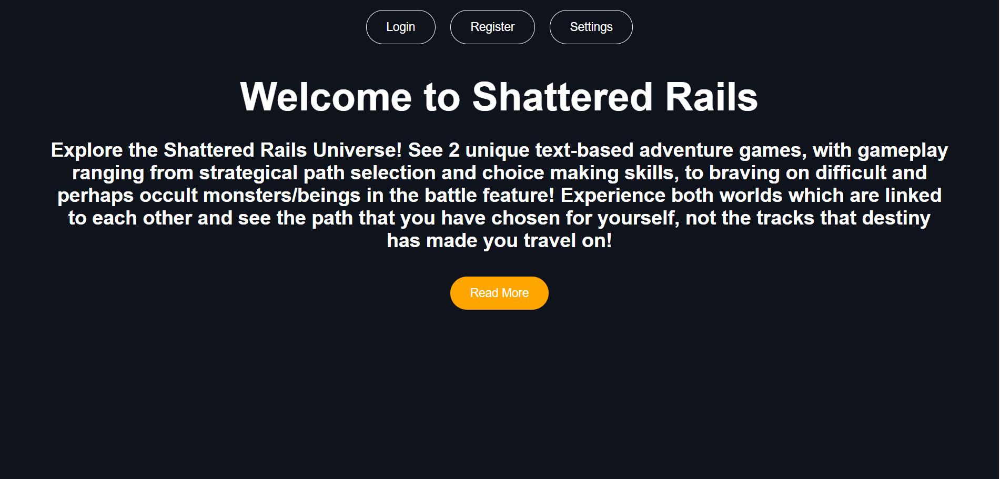 Login Register Settings
Welcome to Shattered Rails
Explore the Shattered Rails Universe! See 2 unique text-based adventure games, with gameplay
ranging from strategical path selection and choice making skills, to braving on difficult and
perhaps occult monsters/beings in the battle feature! Experience both worlds which are linked
to each other and see the path that you have chosen for yourself, not the tracks that destiny
has made you travel on!
Read More